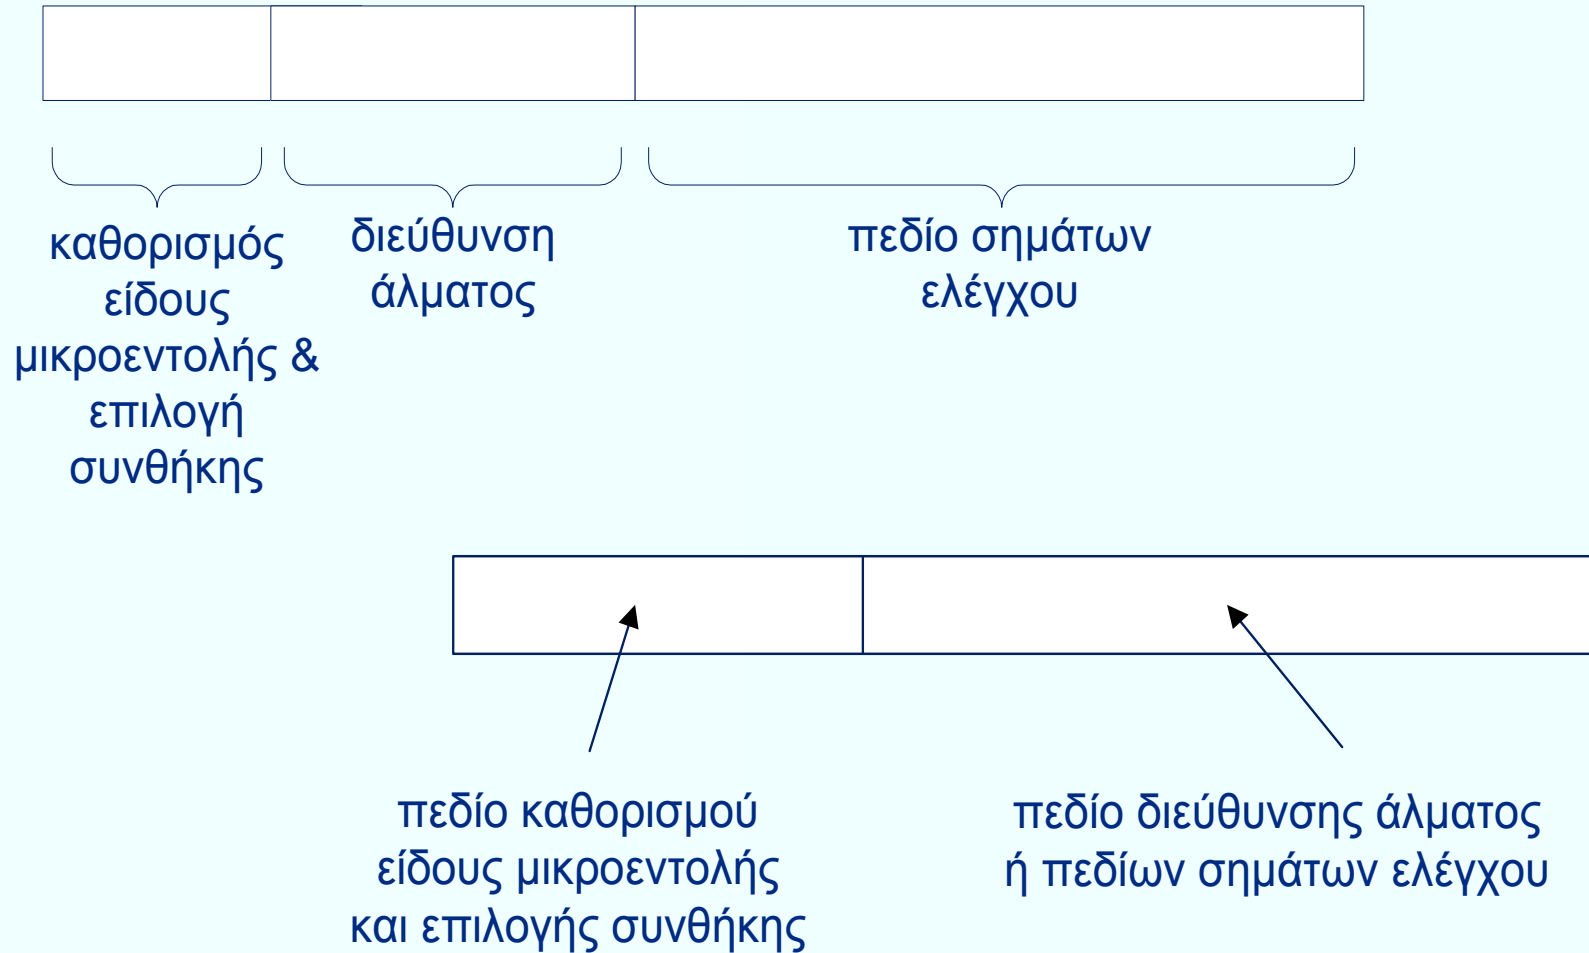 καθορισμός
είδους
μικροεντολής &
επιλογή
συνθήκης
διεύθυνση
άλματος
πεδίο σημάτων
ελέγχου
πεδίο καθορισμού
είδους μικροεντολής
και επιλογής συνθήκης
πεδίο διεύθυνσης άλματος
ή πεδίων σημάτων ελέγχου